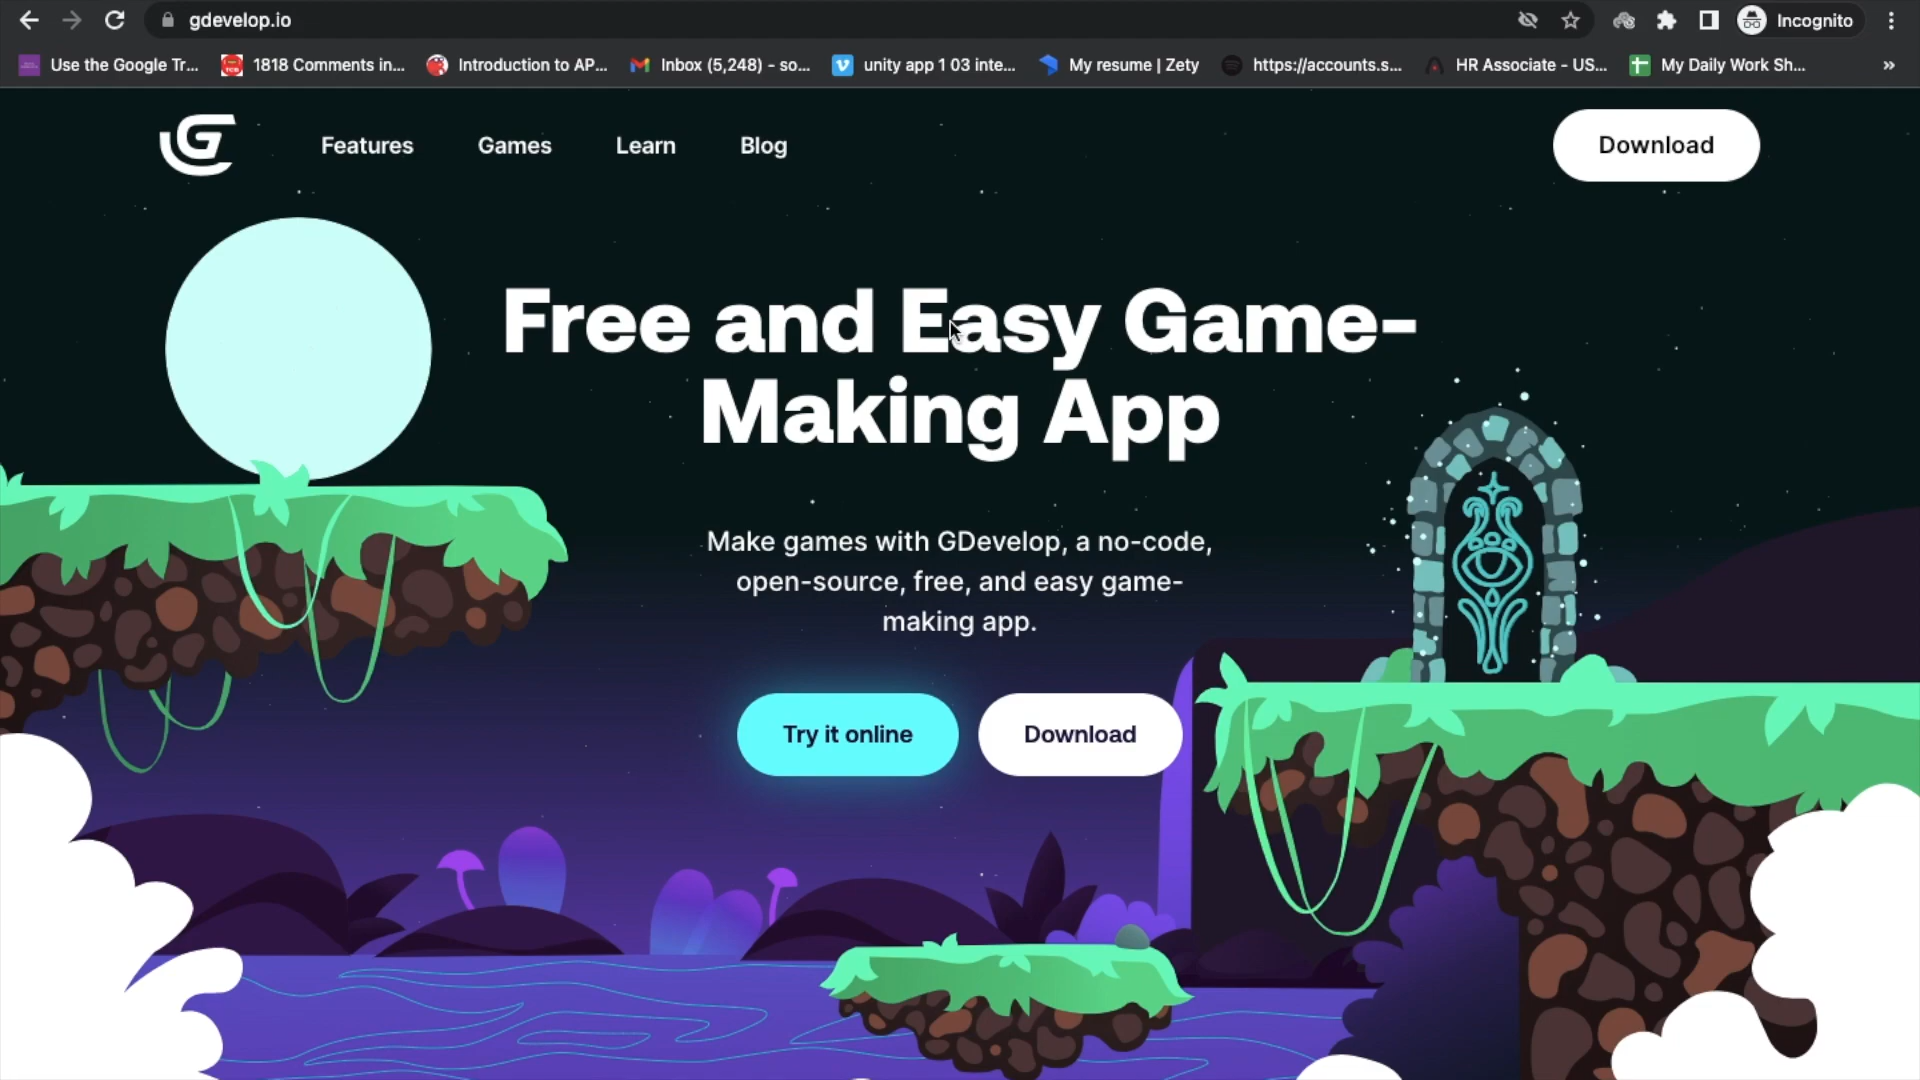 gdevelop.io
Incognito
Use the Google Tr...
1818 Comments in...
Introduction to AP...
Inbox (5,248) - so...
unity app 1 03 inte...
My resume | Zety
https://accounts.s...
HR Associate - US...
My Daily Work Sh...
»
G
Features
Games
Learn
Blog
Download
Free and Easy Game-
Making App
Make games with GDevelop, a no-code,
open-source, free, and easy game-
making app.
Try it online
Download